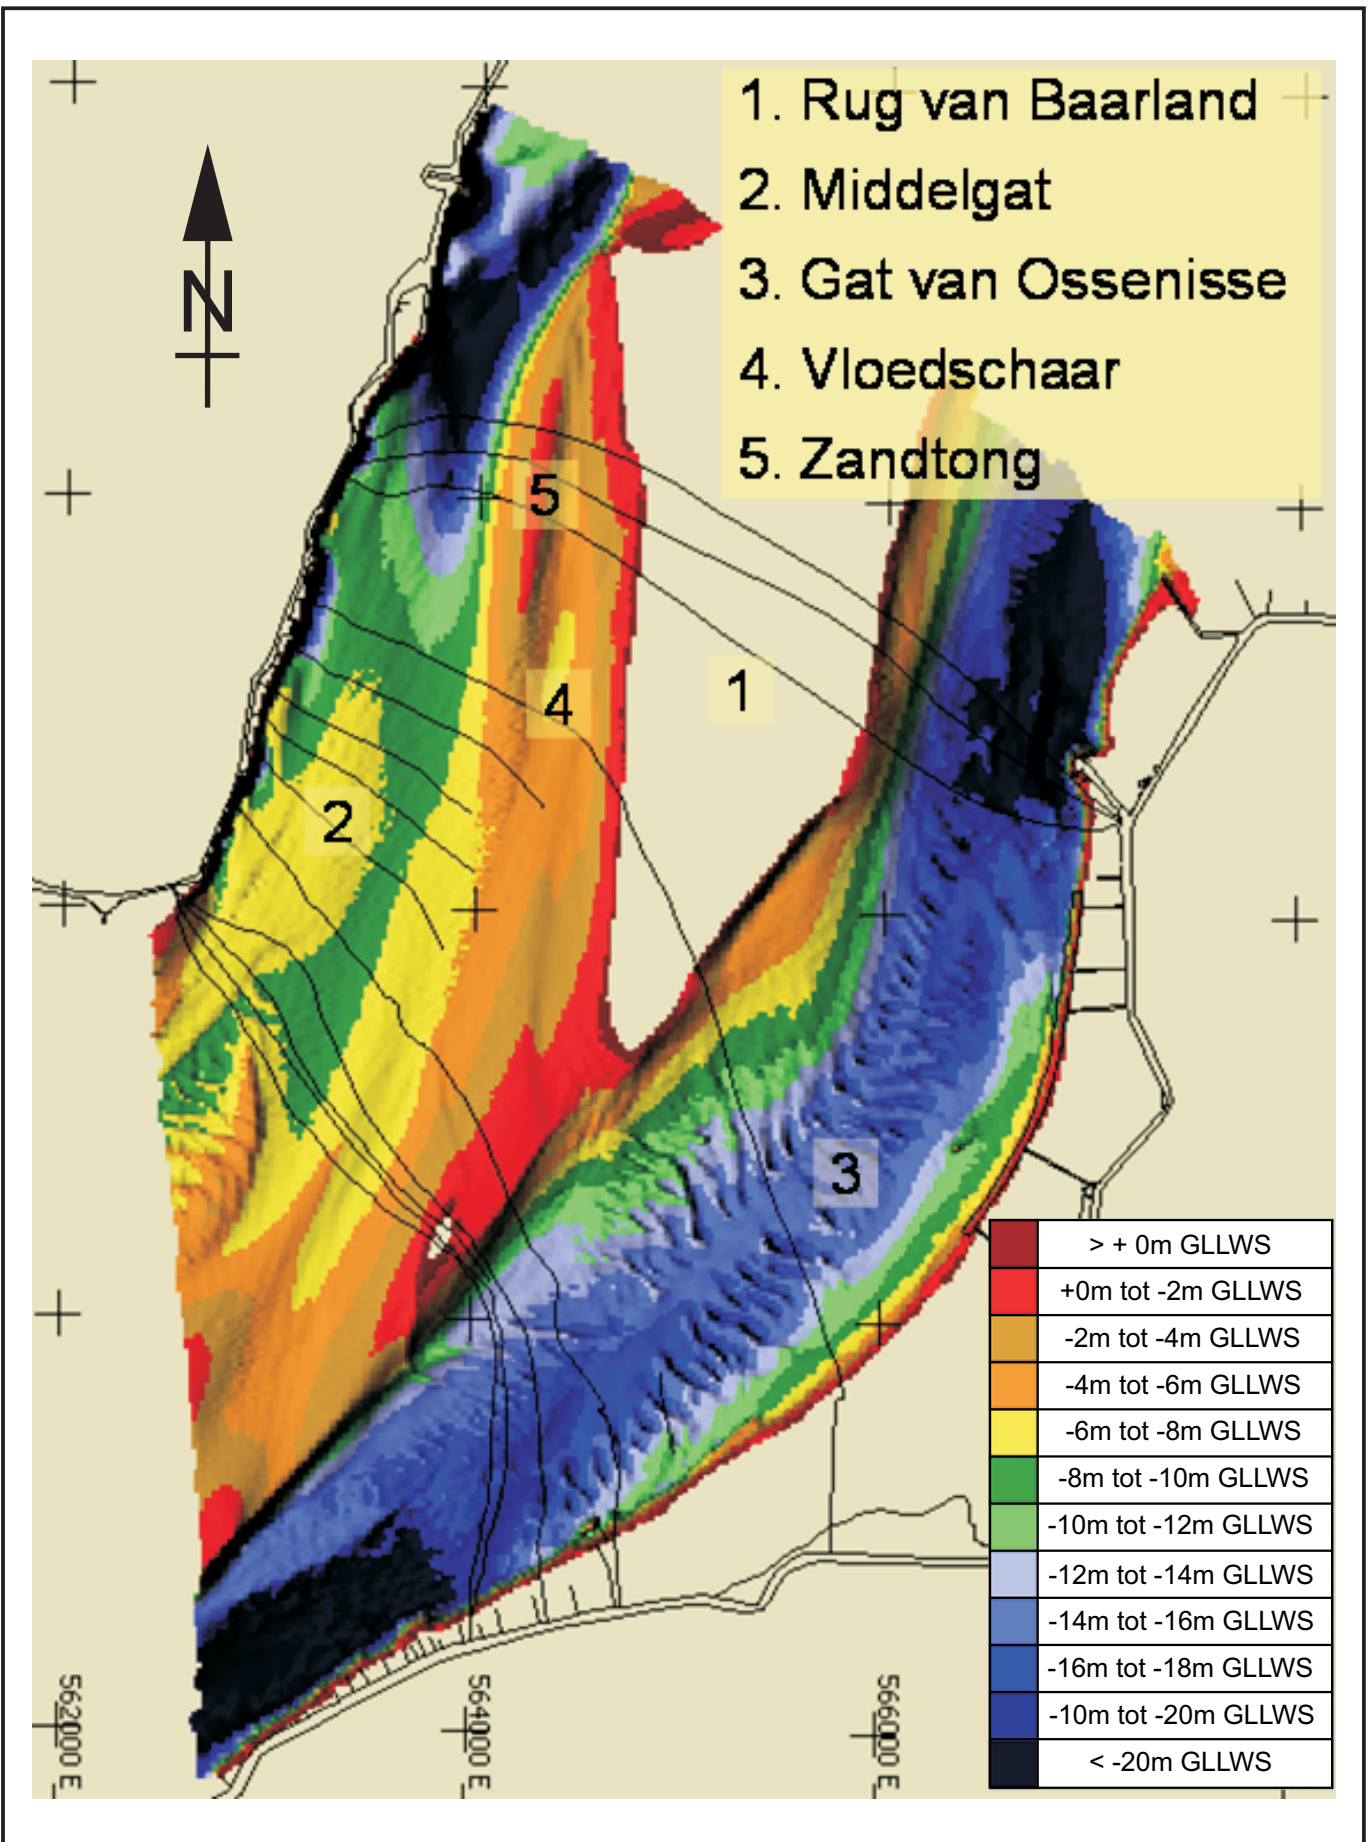 1. Rug van Baarland
2. Middelgat
3. Gat van Ossenisse
4. Vloedschaar
5. Zandtong
N
5
4
1
2
3
> + 0m GLLWS
+0m tot -2m GLLWS
-2m tot -4m GLLWS
-4m tot -6m GLLWS
-6m tot -8m GLLWS
-8m tot -10m GLLWS
-10m tot -12m GLLWS
-12m tot -14m GLLWS
-14m tot -16m GLLWS
-16m tot -18m GLLWS
-10m tot -20m GLLWS
< -20m GLLWS
562000 E
564000 E
566000 E